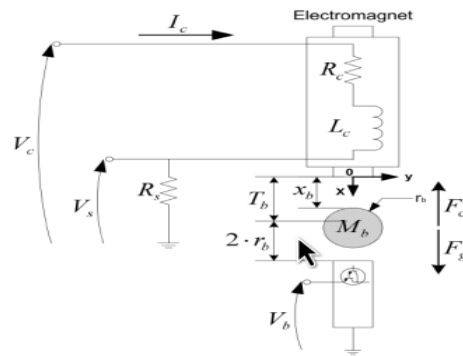 Electromagnet
I_c
R_c
L_c
V_c
V_s
R_s
0
y
x
T_b
x_b
r_b
F_c
M_b
2 · r_b
F_g
V_b